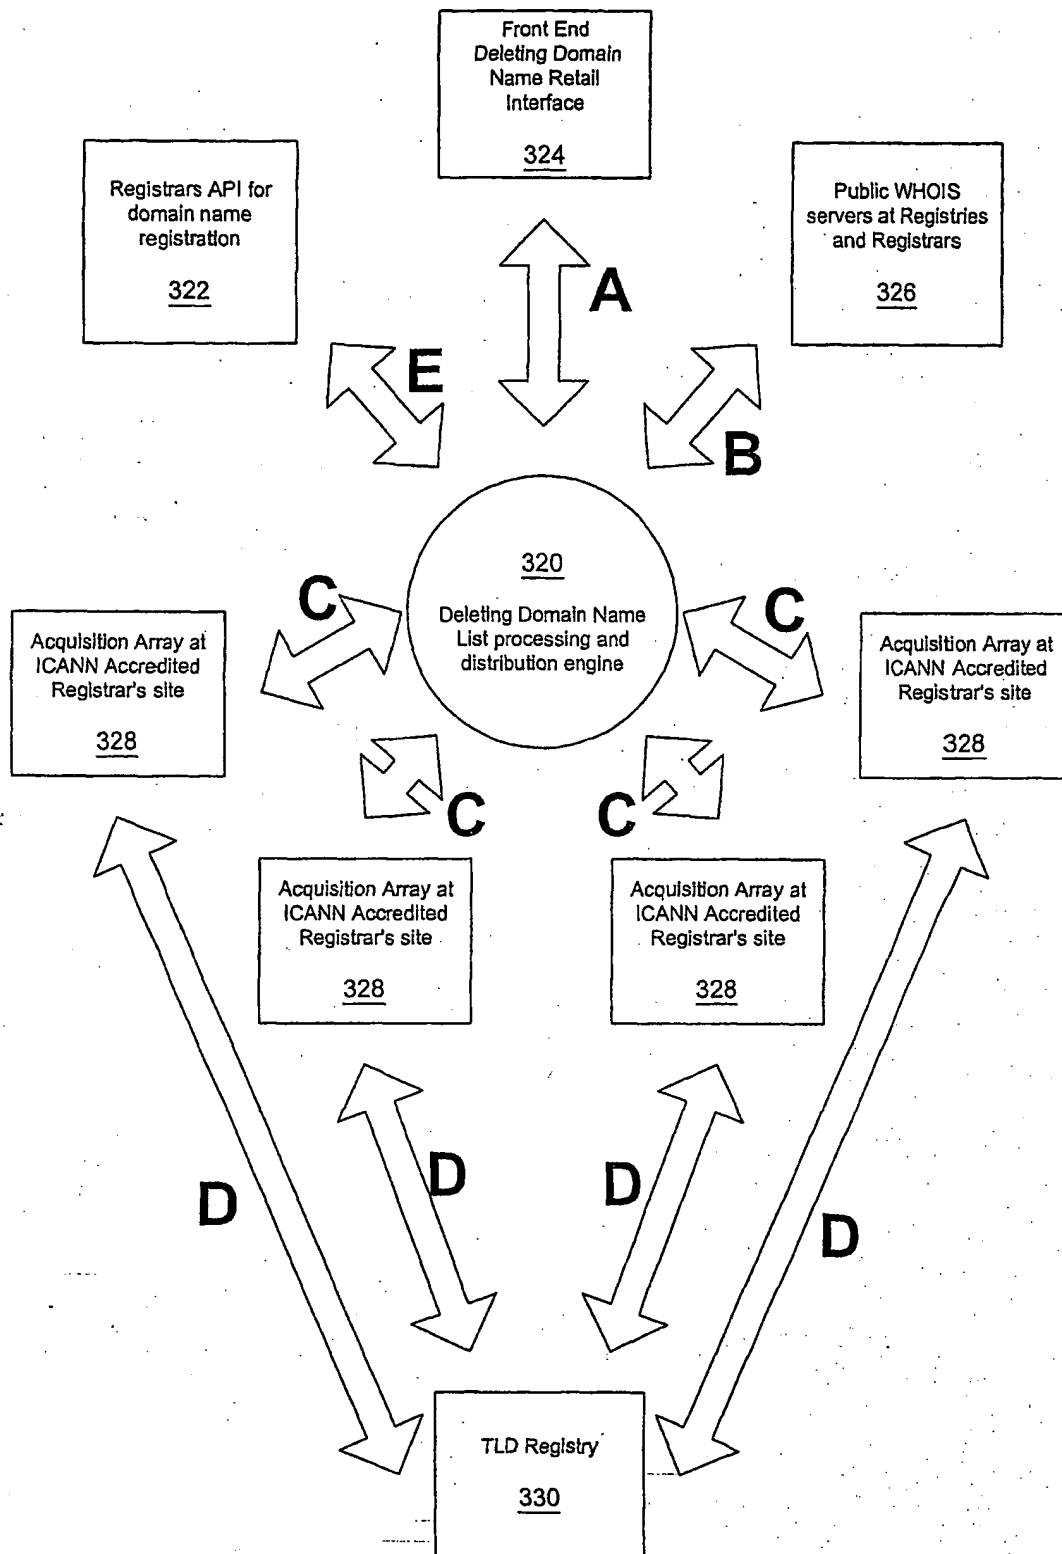 Front End
Deleting Domain
Name Retail
Interface
324
Registrars API for
domain name
registration
322
Public WHOIS
servers at Registries
and Registrars
326
A
E
B
320
Deleting Domain Name
List processing and
distribution engine
C
C
Acquisition Array at
ICANN Accredited
Registrar's site
328
Acquisition Array at
ICANN Accredited
Registrar's site
328
C
C
Acquisition Array at
ICANN Accredited
Registrar's site
328
Acquisition Array at
ICANN Accredited
Registrar's site
328
D
D
D
D
TLD Registry
330